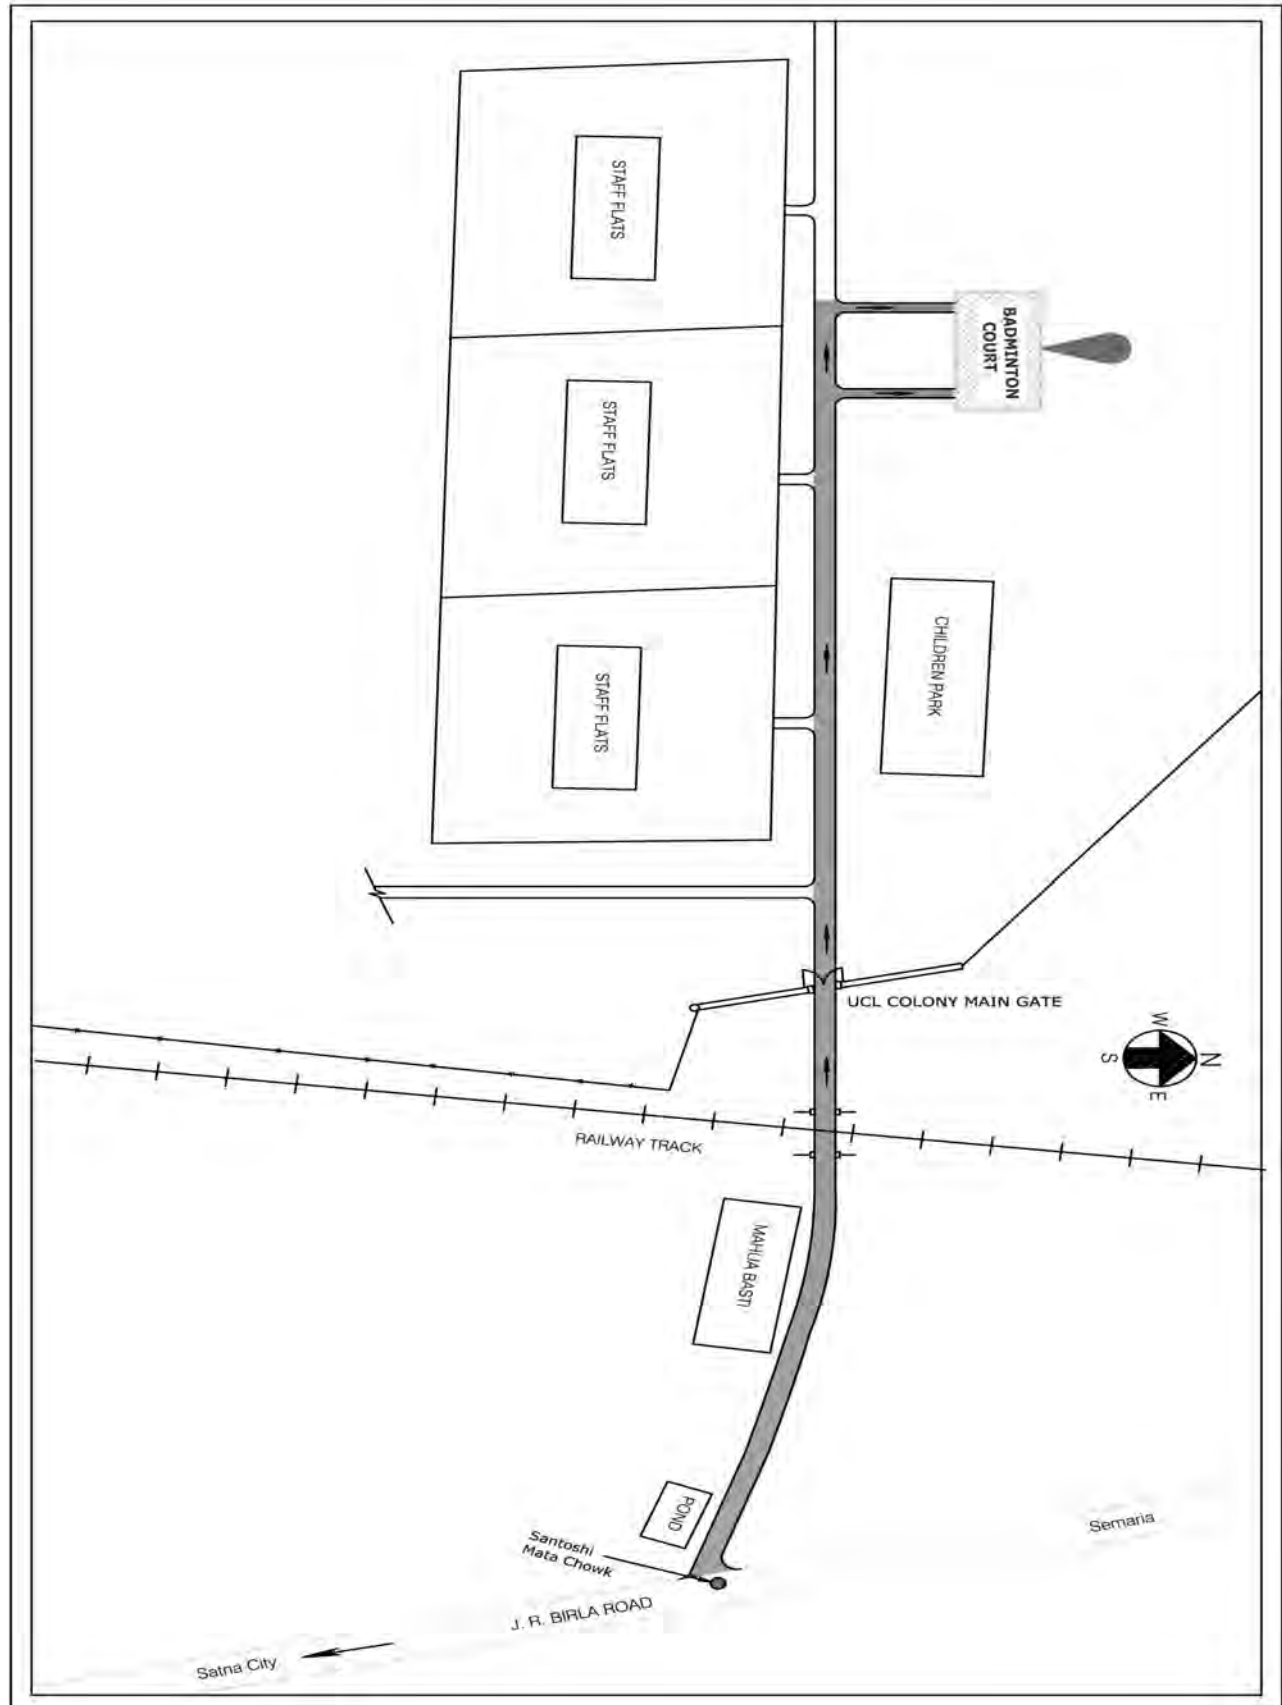 STAFF FLATS
BADMINTON
COURT
STAFF FLATS
CHILDREN PARK
STAFF FLATS
UCL COLONY MAIN GATE
W
N
S
E
RAILWAY TRACK
MAHUA BASTI
POND
Semaria
Santoshi
Mata Chowk
J. R. BIRLA ROAD
Satna City